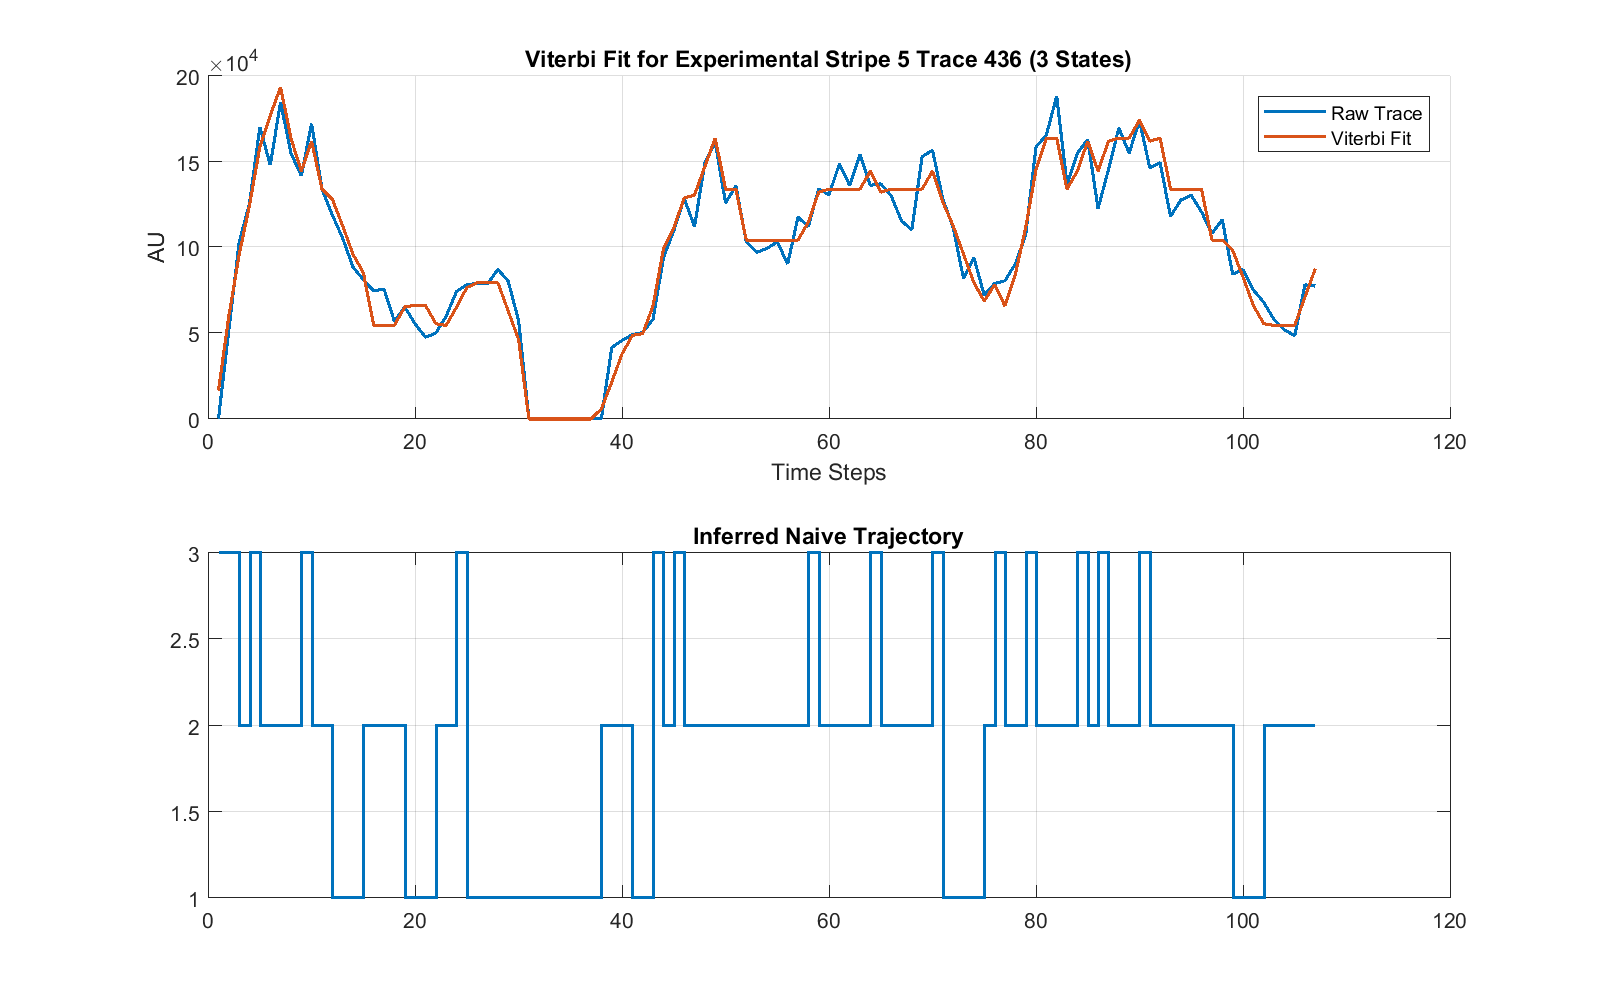 Viterbi Fit for Experimental Stripe 5 Trace 436 (3 States)
×10⁴
20
15
10
5
0
AU
Raw Trace
Viterbi Fit
0 20 40 60 80 100 120
Time Steps
Inferred Naive Trajectory
3
2.5
2
1.5
1
0 20 40 60 80 100 120